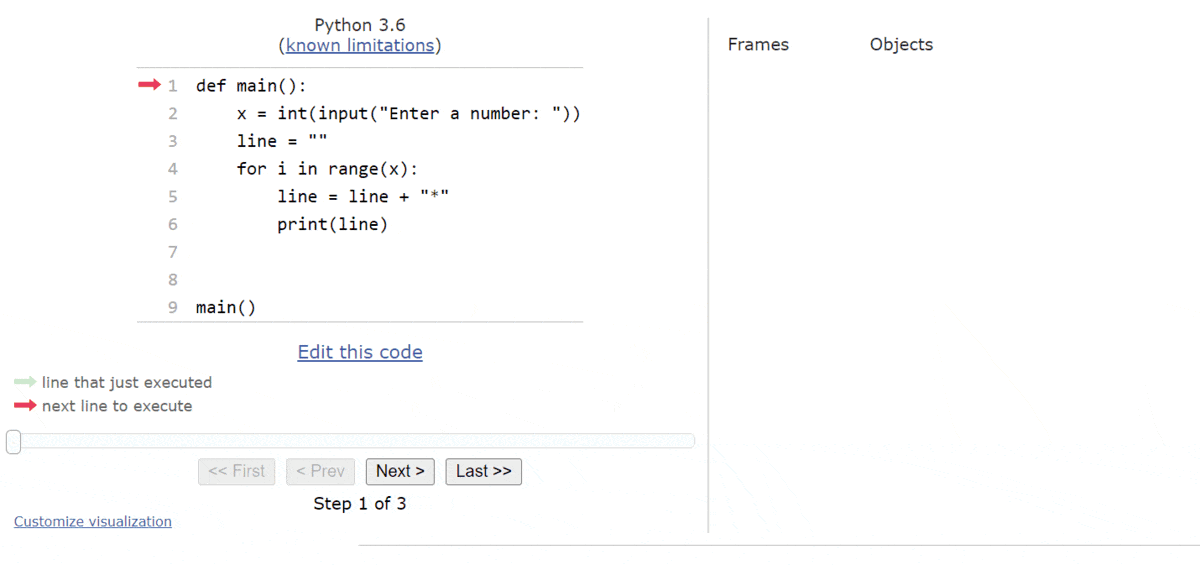 Python 3.6
(known limitations)
1 def main():
2     x = int(input("Enter a number: "))
3     line = ""
4     for i in range(x):
5         line = line + "*"
6         print(line)
7
8
9 main()
Edit this code
line that just executed
next line to execute
<< First < Prev Next > Last >>
Step 1 of 3
Customize visualization
Frames Objects